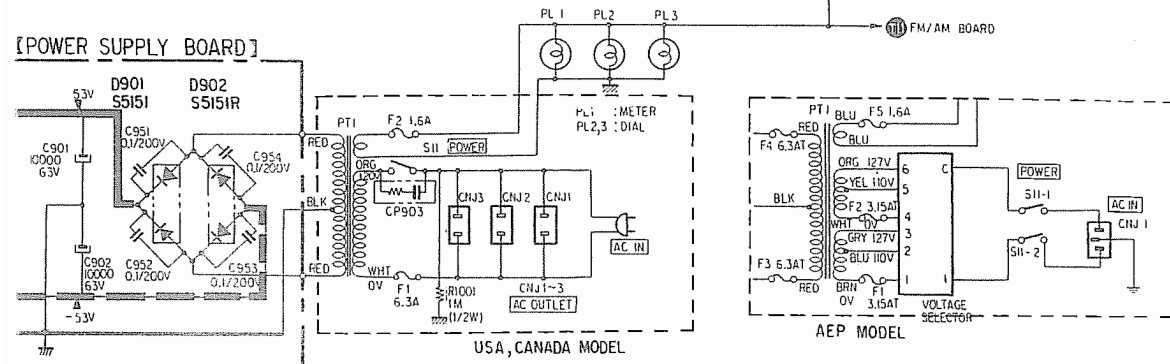 PL 1 PL2 PL3
FM/AM BOARD
[POWER SUPPLY BOARD]
53V
D901
S5151
D902
S5151R
C951
0.1/200V
C954
0.1/200V
C901
10000
63V
C902
10000
63V
C952
0.1/200V
C953
0.1/200V
-53V
PT1
RED
BLK
RED
F2 1.6A
S11 POWER
ORG
120V
CP903
CNJ3
CNJ2
CNJ1
AC IN
WHT
0V
F1
6.3A
R1001
1M
(1/2W)
CNJ1~3
AC OUTLET
PL1 :METER
PL2,3 : DIAL
USA, CANADA MODEL
PT1
BLU F5 1.6A
BLU
RED
F4 6.3AT
BLK
F3 6.3AT
RED
ORG 127V
YEL 110V
F2 3.15AT
WHT 0V
GRY 127V
BLU 110V
BRN F1
0V 3.15AT
6 C
5
4
3
2
1
VOLTAGE
SELECTOR
POWER
S11-1
S11-2
AC IN
CNJ 1
AEP MODEL